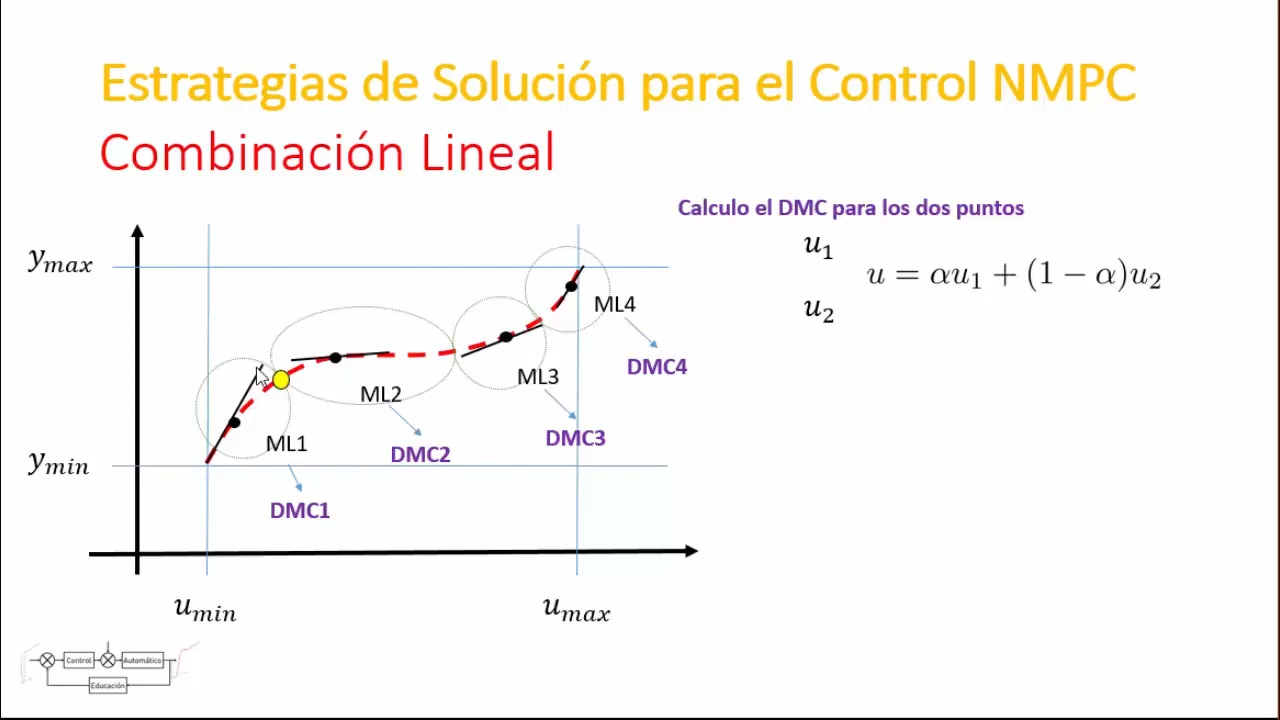 Estrategias de Solución para el Control NMPC
Combinación Lineal
Calculo el DMC para los dos puntos
u₁
u = αu₁ + (1 − α)u₂
u₂
yₘₐₓ
yₘᵢₙ
ML1
DMC1
ML2
DMC2
ML3
DMC3
ML4
DMC4
uₘᵢₙ
uₘₐₓ
Control
Automático
Educación